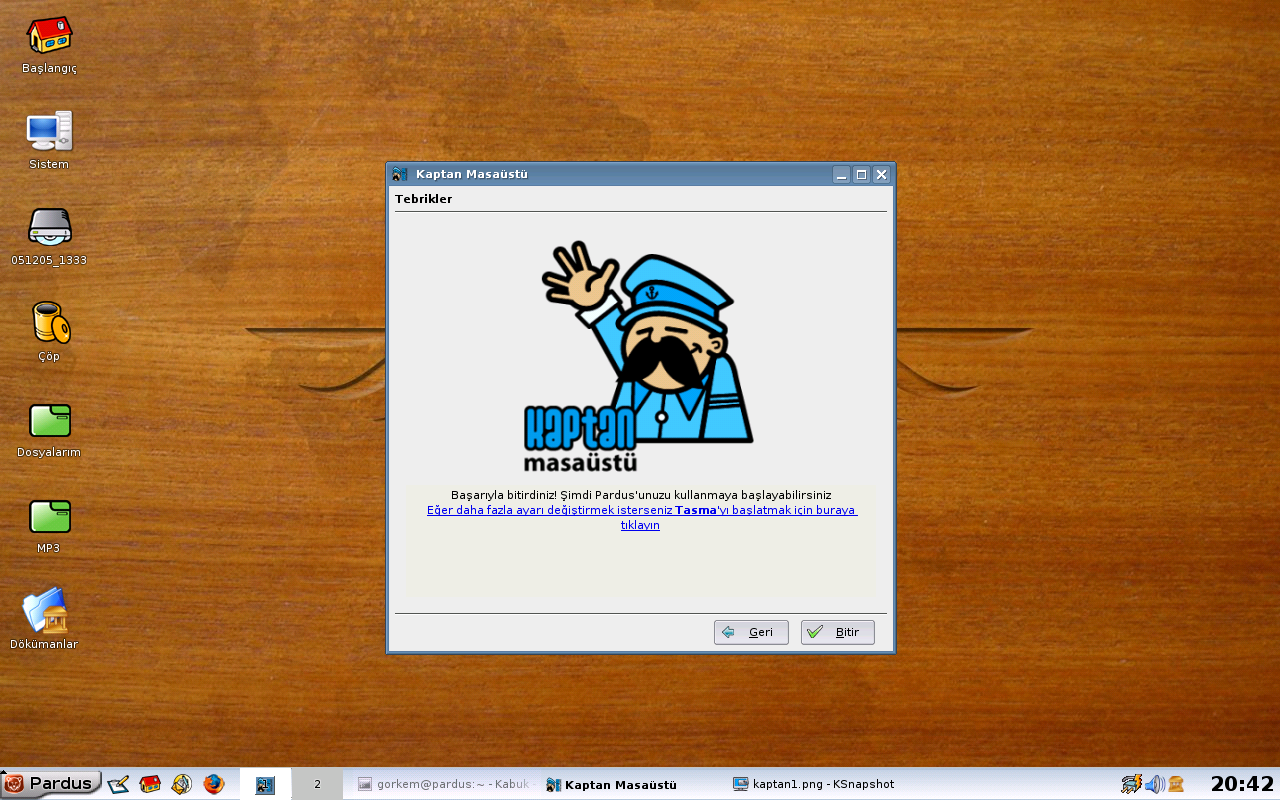 Başlangıç
Sistem
051205_1333
Çöp
Dosyalarım
MP3
Dökümanlar
Kaptan Masaüstü
Tebrikler
kaptan
masaüstü
Başarıyla bitirdiniz! Şimdi Pardus'unuzu kullanmaya başlayabilirsiniz
Eğer daha fazla ayarı değiştirmek isterseniz Tasma'yı başlatmak için buraya
tıklayın
Geri
Bitir
Pardus
2
gorkem@pardus:~ - Kabuk -
Kaptan Masaüstü
kaptan1.png - KSnapshot
20:42